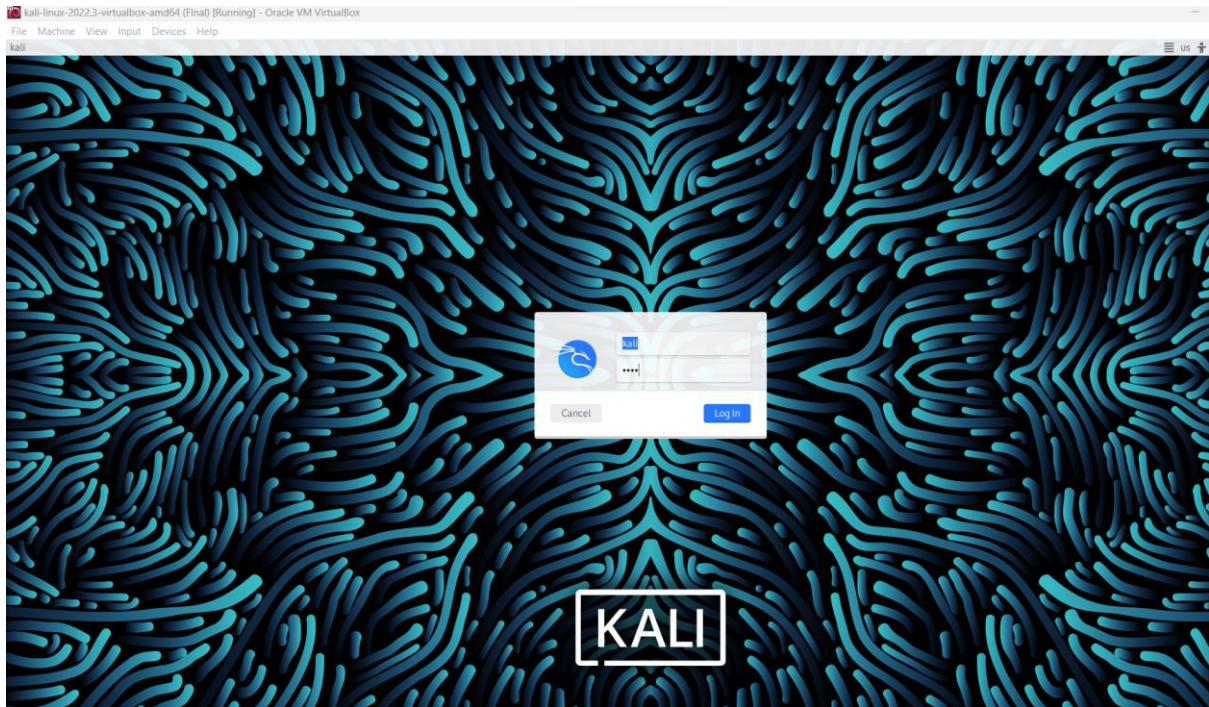 kali-linux-2022.3-virtualbox-amd64 (FInal) [Running] - Oracle VM VirtualBox
File Machine View Input Devices Help
kali
us
kali
••••
Cancel
Log In
KALI